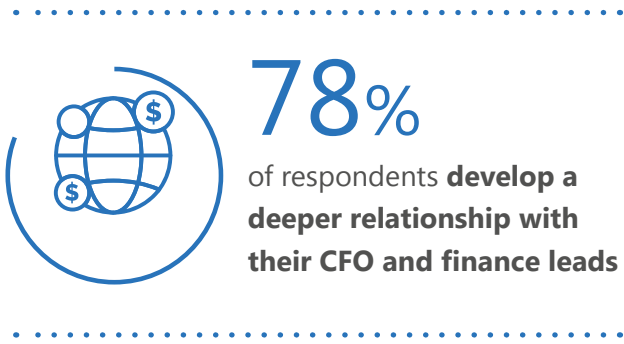 $
$
78%
of respondents develop a
deeper relationship with
their CFO and finance leads